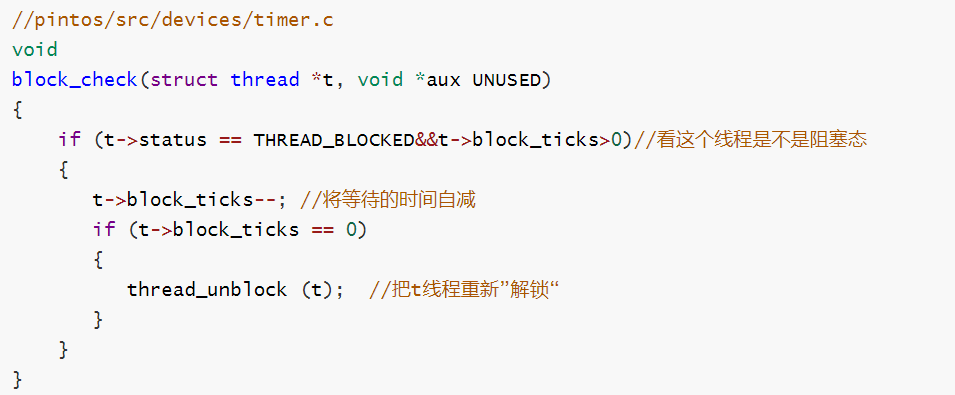 //pintos/src/devices/timer.c
void
block_check(struct thread *t, void *aux UNUSED)
{
    if (t->status == THREAD_BLOCKED&&t->block_ticks>0)//看这个线程是不是阻塞态
    {
       t->block_ticks--; //将等待的时间自减
       if (t->block_ticks == 0)
       {
          thread_unblock (t);  //把t线程重新”解锁“
       }
    }
}